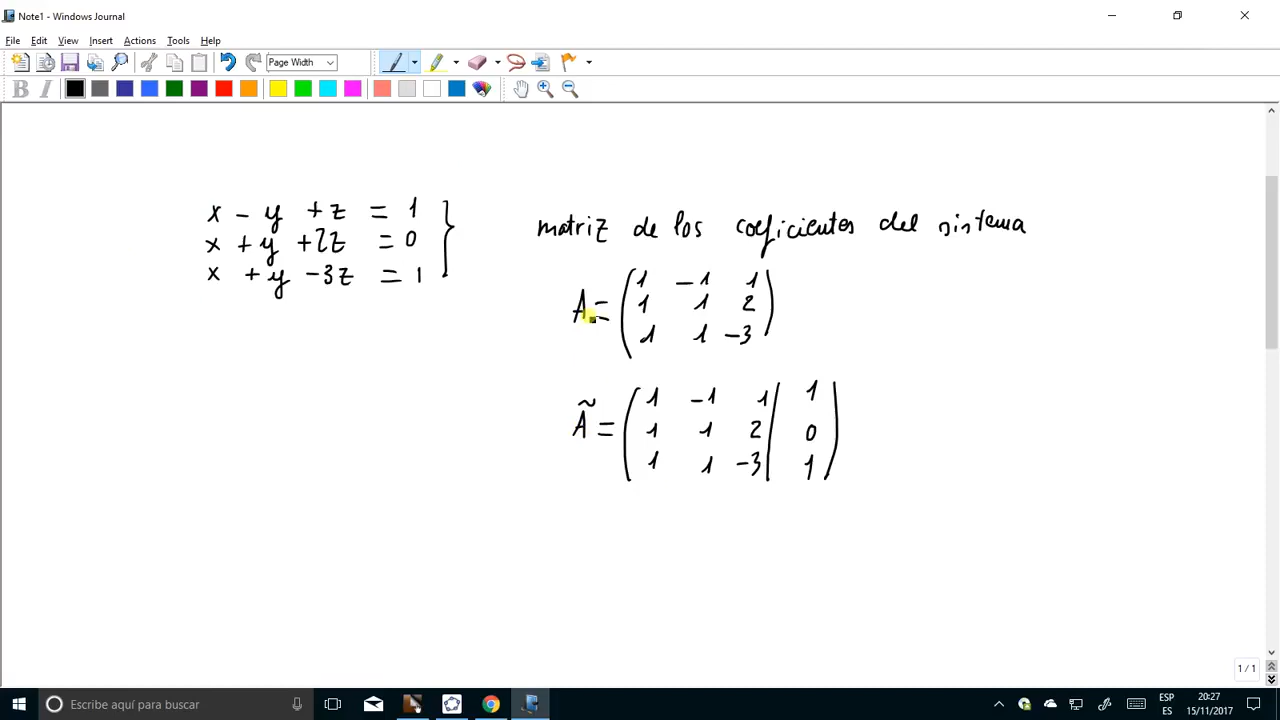 Note1 - Windows Journal
File Edit View Insert Actions Tools Help
Page Width
B I
x - y + z = 1
x + y + 2z = 0
x + y - 3z = 1
matriz de los coeficientes del sistema
A = ( 1 -1 1
1 1 2
1 1 -3 )
Ã = ( 1 -1 1 | 1
1 1 2 | 0
1 1 -3 | 1 )
1 / 1
Escribe aquí para buscar
ESP
ES
20:27
15/11/2017